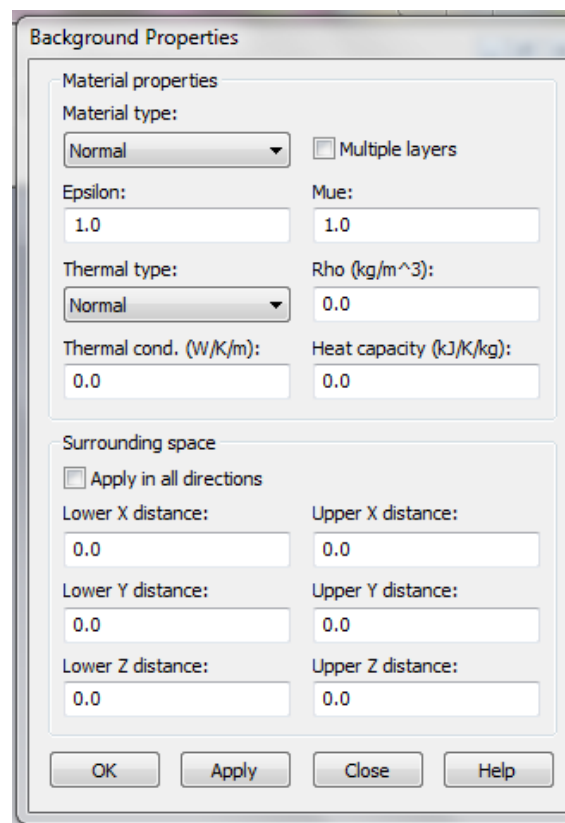 Background Properties
Material properties
Material type:
Normal
Multiple layers
Epsilon:
Mue:
1.0
1.0
Thermal type:
Rho (kg/m^3):
Normal
0.0
Thermal cond. (W/K/m):
Heat capacity (kJ/K/kg):
0.0
0.0
Surrounding space
Apply in all directions
Lower X distance:
Upper X distance:
0.0
0.0
Lower Y distance:
Upper Y distance:
0.0
0.0
Lower Z distance:
Upper Z distance:
0.0
0.0
OK
Apply
Close
Help